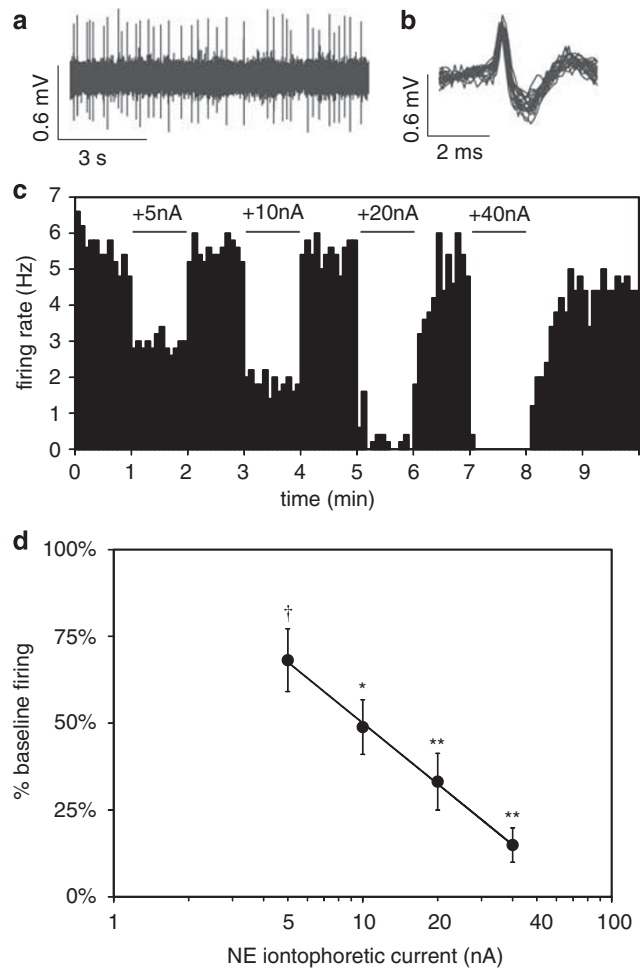 a
b
0.6 mV
3 s
0.6 mV
2 ms
c
firing rate (Hz)
7
6
5
4
3
2
1
0
+5nA
+10nA
+20nA
+40nA
0
1
2
3
4
5
6
7
8
9
time (min)
d
% baseline firing
100%
75%
50%
25%
0%
†
*
**
**
1
5
10
20
40
100
NE iontophoretic current (nA)